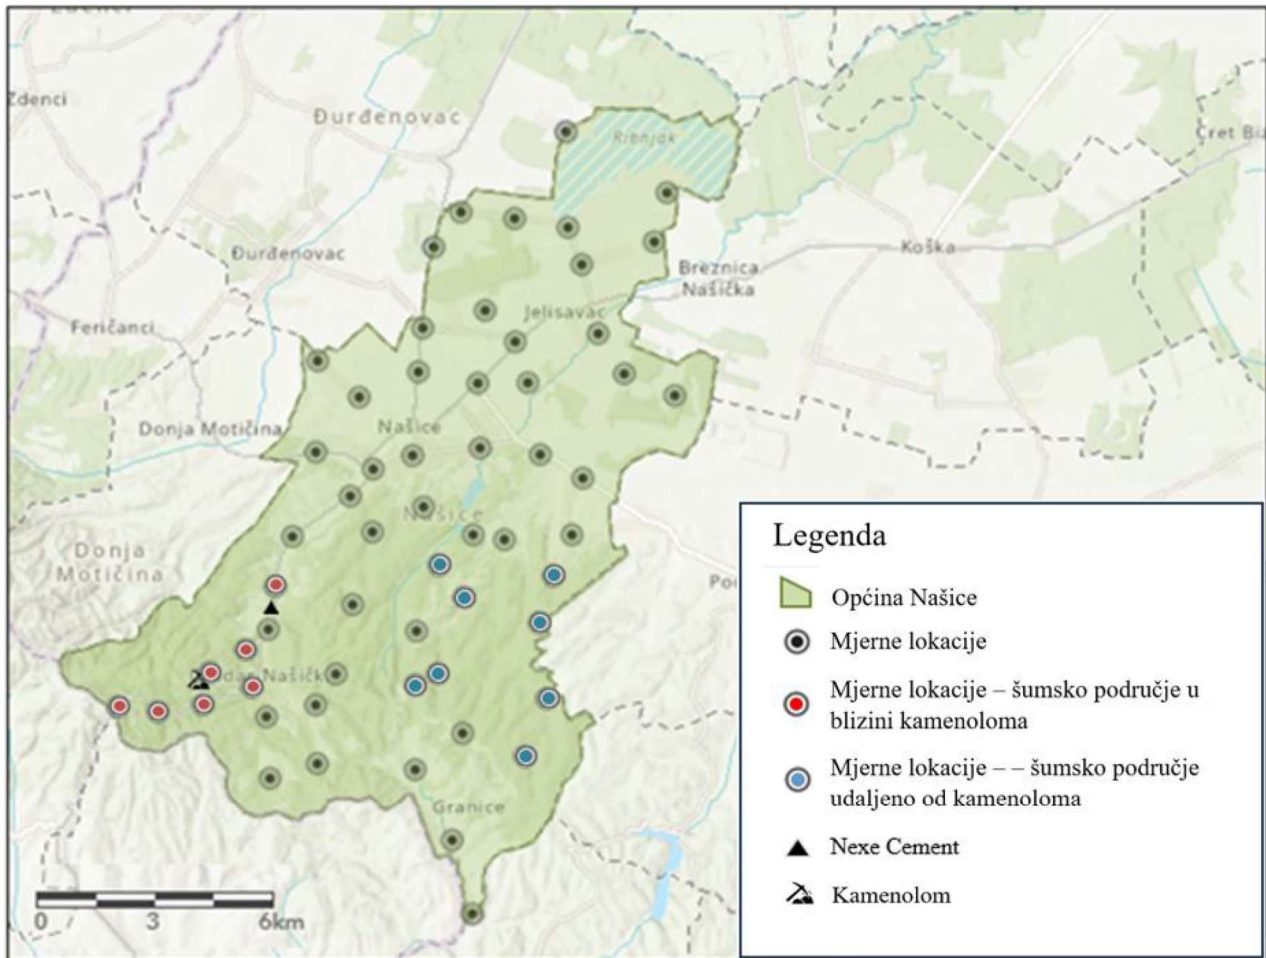 Zdenci
Đurđenovac
Ribnjak
Cret Biz
Đurđenovac
Koška
Breznica
Našička
Feričanci
Jelisavac
Donja Motičina
Našice
Našice
Donja
Motičina
Našičk
Granice
0 3 6km
Legenda
Općina Našice
Mjerne lokacije
Mjerne lokacije – šumsko područje u
blizini kamenoloma
Mjerne lokacije – – šumsko područje
udaljeno od kamenoloma
Nexe Cement
Kamenolom